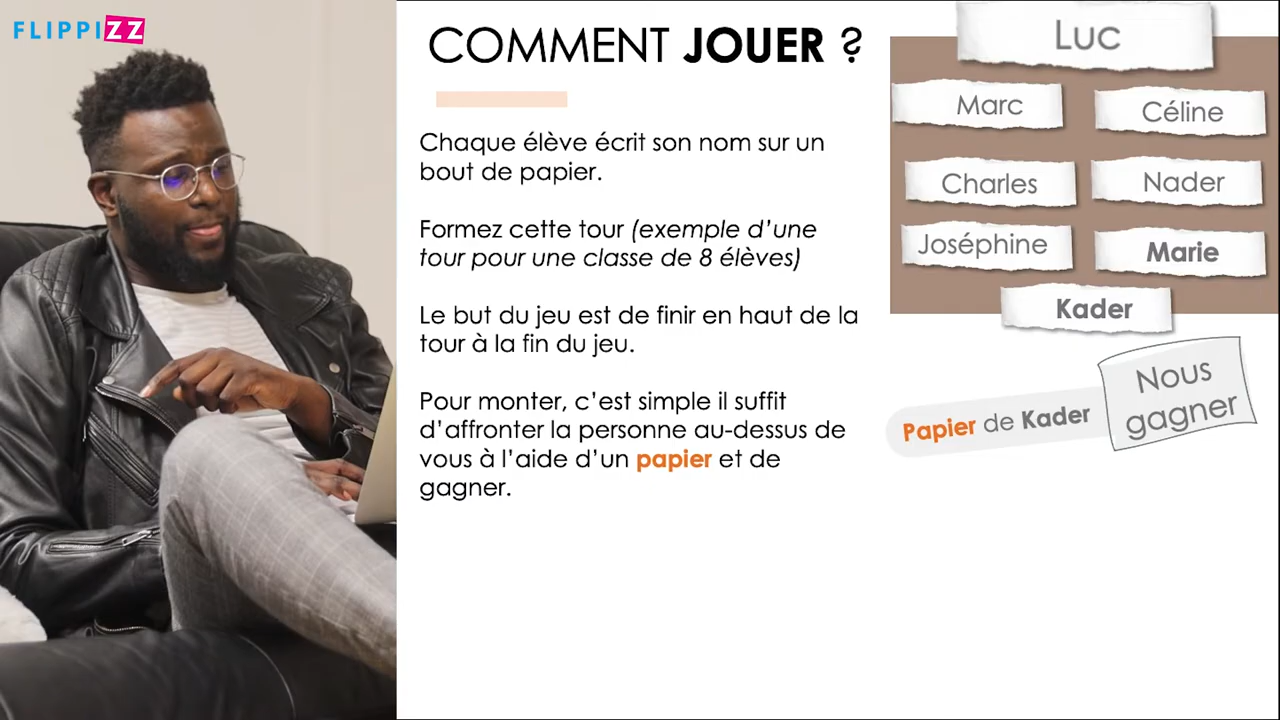 FLIPPIZZ
COMMENT JOUER ?
Chaque élève écrit son nom sur un
bout de papier.
Formez cette tour (exemple d’une
tour pour une classe de 8 élèves)
Le but du jeu est de finir en haut de la
tour à la fin du jeu.
Pour monter, c’est simple il suffit
d’affronter la personne au-dessus de
vous à l’aide d’un papier et de
gagner.
Luc
Marc
Céline
Charles
Nader
Joséphine
Marie
Kader
Papier de Kader
Nous
gagner